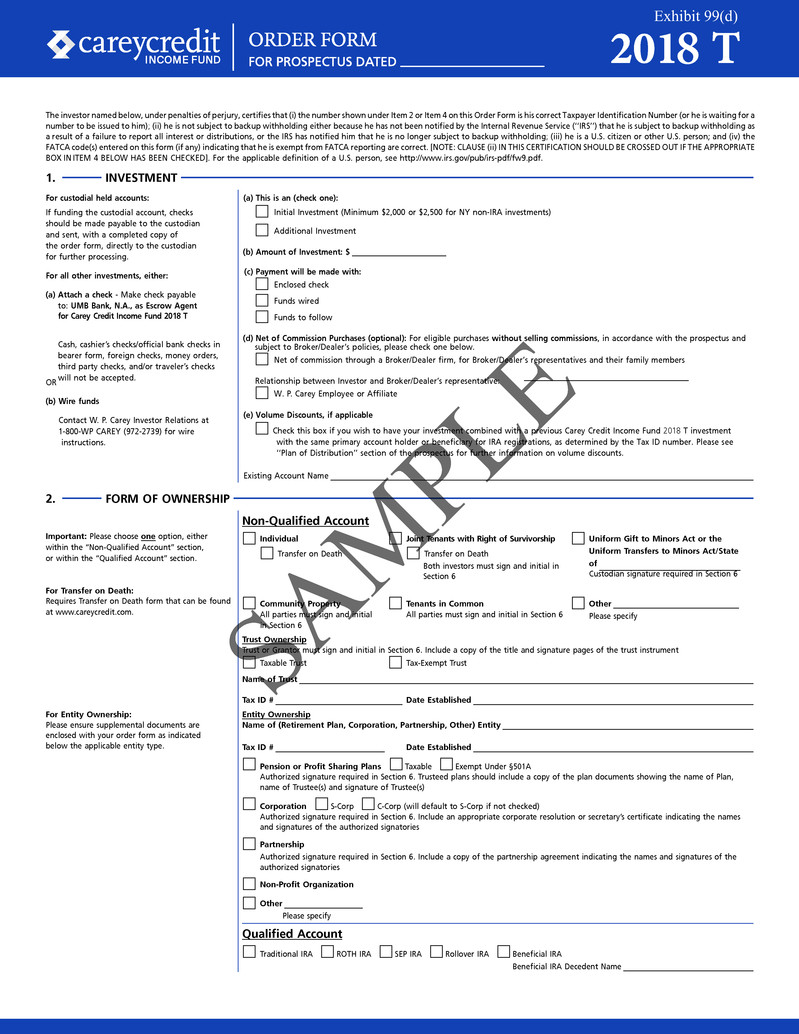 Exhibit 99(d)
careycredit
INCOME FUND
ORDER FORM
FOR PROSPECTUS DATED
2018 T
The investor named below, under penalties of perjury, certifies that (i) the number shown under Item 2 or Item 4 on this Order Form is his correct Taxpayer Identification Number (or he is waiting for a
number to be issued to him); (ii) he is not subject to backup withholding either because he has not been notified by the Internal Revenue Service (''IRS'') that he is subject to backup withholding as
a result of a failure to report all interest or distributions, or the IRS has notified him that he is no longer subject to backup withholding; (iii) he is a U.S. citizen or other U.S. person; and (iv) the
FATCA code(s) entered on this form (if any) indicating that he is exempt from FATCA reporting are correct. [NOTE: CLAUSE (ii) IN THIS CERTIFICATION SHOULD BE CROSSED OUT IF THE APPROPRIATE
BOX IN ITEM 4 BELOW HAS BEEN CHECKED]. For the applicable definition of a U.S. person, see http://www.irs.gov/pub/irs-pdf/fw9.pdf.
1. INVESTMENT
For custodial held accounts:
If funding the custodial account, checks
should be made payable to the custodian
and sent, with a completed copy of
the order form, directly to the custodian
for further processing.
For all other investments, either:
(a) Attach a check - Make check payable
to: UMB Bank, N.A., as Escrow Agent
for Carey Credit Income Fund 2018 T
Cash, cashier's checks/official bank checks in
bearer form, foreign checks, money orders,
third party checks, and/or traveler's checks
will not be accepted.
OR
(b) Wire funds
Contact W. P. Carey Investor Relations at
1-800-WP CAREY (972-2739) for wire
instructions.
(a) This is an (check one):
Initial Investment (Minimum $2,000 or $2,500 for NY non-IRA investments)
Additional Investment
(b) Amount of Investment: $
(c) Payment will be made with:
Enclosed check
Funds wired
Funds to follow
(d) Net of Commission Purchases (optional): For eligible purchases without selling commissions, in accordance with the prospectus and
subject to Broker/Dealer's policies, please check one below.
Net of commission through a Broker/Dealer firm, for Broker/Dealer's representatives and their family members
Relationship between Investor and Broker/Dealer's representative:
W. P. Carey Employee or Affiliate
(e) Volume Discounts, if applicable
Check this box if you wish to have your investment combined with a previous Carey Credit Income Fund 2018 T investment
with the same primary account holder or beneficiary for IRA registrations, as determined by the Tax ID number. Please see
''Plan of Distribution'' section of the prospectus for further information on volume discounts.
Existing Account Name
2. FORM OF OWNERSHIP
Important: Please choose one option, either
within the “Non-Qualified Account” section,
or within the “Qualified Account” section.
For Transfer on Death:
Requires Transfer on Death form that can be found
at www.careycredit.com.
For Entity Ownership:
Please ensure supplemental documents are
enclosed with your order form as indicated
below the applicable entity type.
Non-Qualified Account
Individual
Transfer on Death
Joint Tenants with Right of Survivorship
Transfer on Death
Both investors must sign and initial in
Section 6
Uniform Gift to Minors Act or the
Uniform Transfers to Minors Act/State
of
Custodian signature required in Section 6
Community Property
All parties must sign and initial
in Section 6
Tenants in Common
All parties must sign and initial in Section 6
Other
Please specify
Trust Ownership
Trust or Grantor must sign and initial in Section 6. Include a copy of the title and signature pages of the trust instrument
Taxable Trust Tax-Exempt Trust
Name of Trust
Tax ID # Date Established
Entity Ownership
Name of (Retirement Plan, Corporation, Partnership, Other) Entity
Tax ID # Date Established
Pension or Profit Sharing Plans Taxable Exempt Under §501A
Authorized signature required in Section 6. Trusteed plans should include a copy of the plan documents showing the name of Plan,
name of Trustee(s) and signature of Trustee(s)
Corporation S-Corp C-Corp (will default to S-Corp if not checked)
Authorized signature required in Section 6. Include an appropriate corporate resolution or secretary's certificate indicating the names
and signatures of the authorized signatories
Partnership
Authorized signature required in Section 6. Include a copy of the partnership agreement indicating the names and signatures of the
authorized signatories
Non-Profit Organization
Other
Please specify
Qualified Account
Traditional IRA ROTH IRA SEP IRA Rollover IRA Beneficial IRA
Beneficial IRA Decedent Name
SAMPLE